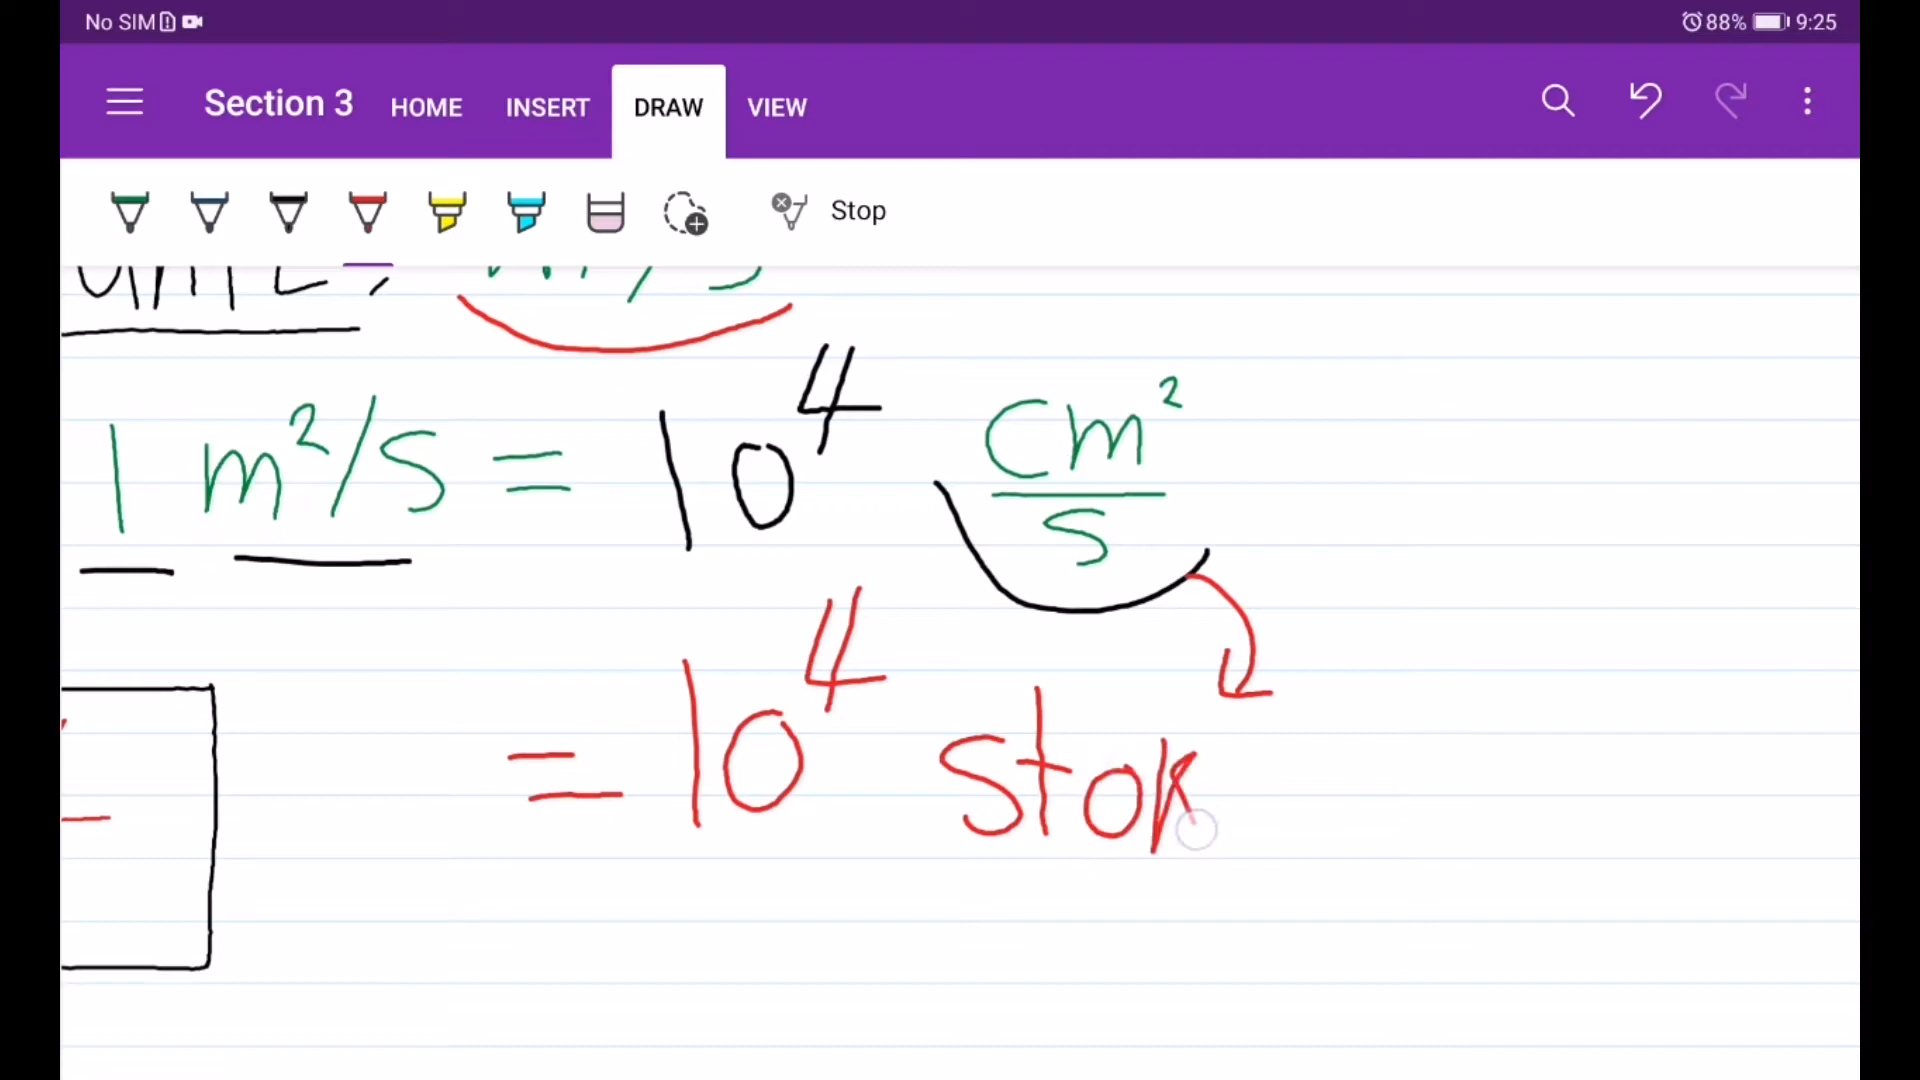 No SIM 88% 9:25
Section 3 HOME INSERT DRAW VIEW
Stop
1 m²/s = 10⁴ cm²/s
= 10⁴ stok